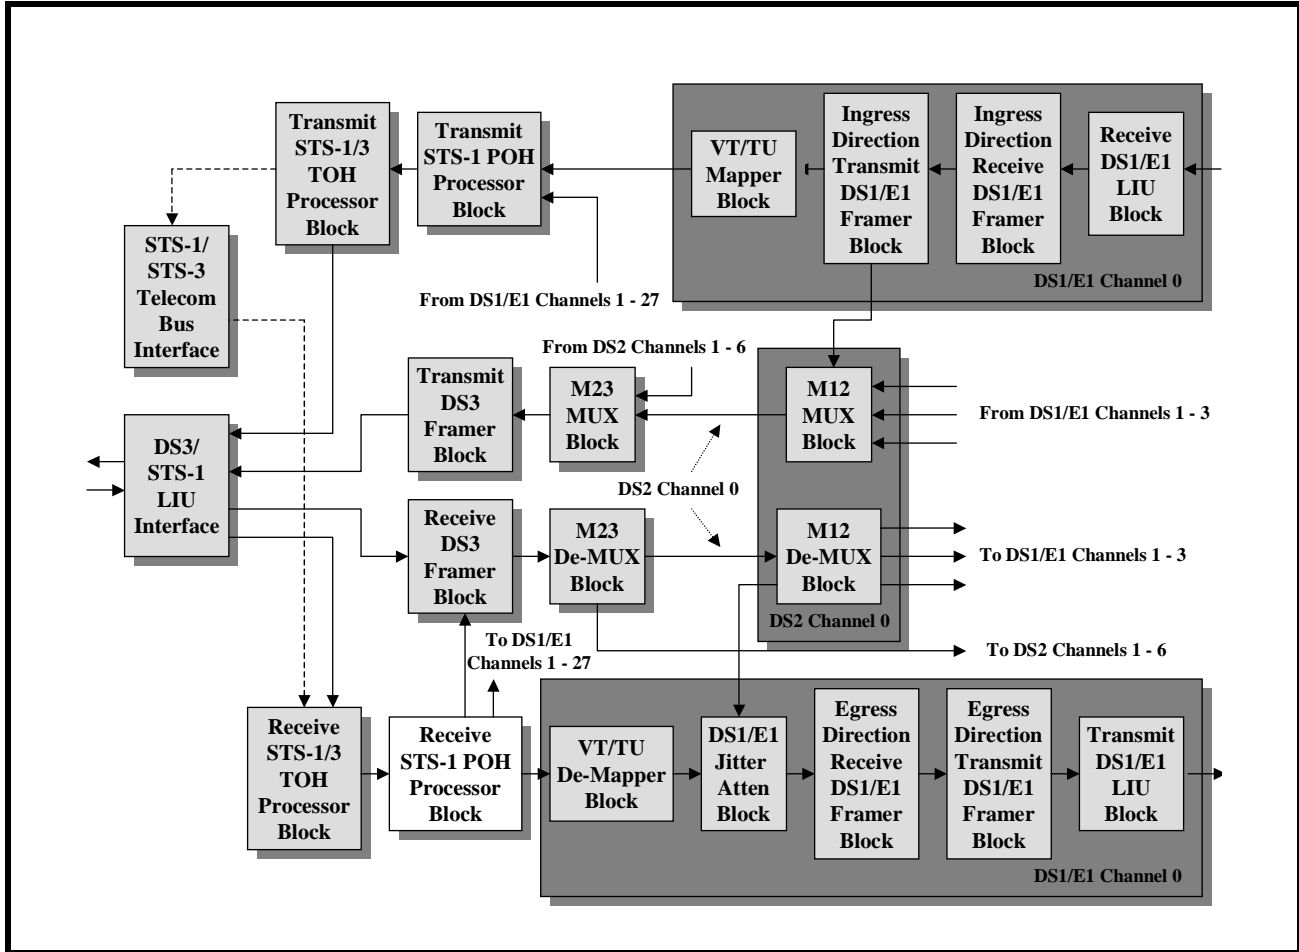 Transmit
STS-1/3
TOH
Processor
Block
Transmit
STS-1 POH
Processor
Block
VT/TU
Mapper
Block
Ingress
Direction
Transmit
DS1/E1
Framer
Block
Ingress
Direction
Receive
DS1/E1
Framer
Block
Receive
DS1/E1
LIU
Block
DS1/E1 Channel 0
STS-1/
STS-3
Telecom
Bus
Interface
From DS1/E1 Channels 1 - 27
From DS2 Channels 1 - 6
Transmit
DS3
Framer
Block
M23
MUX
Block
M12
MUX
Block
From DS1/E1 Channels 1 - 3
DS3/
STS-1
LIU
Interface
DS2 Channel 0
Receive
DS3
Framer
Block
M23
De-MUX
Block
M12
De-MUX
Block
To DS1/E1 Channels 1 - 3
DS2 Channel 0
To DS1/E1
Channels 1 - 27
To DS2 Channels 1 - 6
Receive
STS-1/3
TOH
Processor
Block
Receive
STS-1 POH
Processor
Block
VT/TU
De-Mapper
Block
DS1/E1
Jitter
Atten
Block
Egress
Direction
Receive
DS1/E1
Framer
Block
Egress
Direction
Transmit
DS1/E1
Framer
Block
Transmit
DS1/E1
LIU
Block
DS1/E1 Channel 0